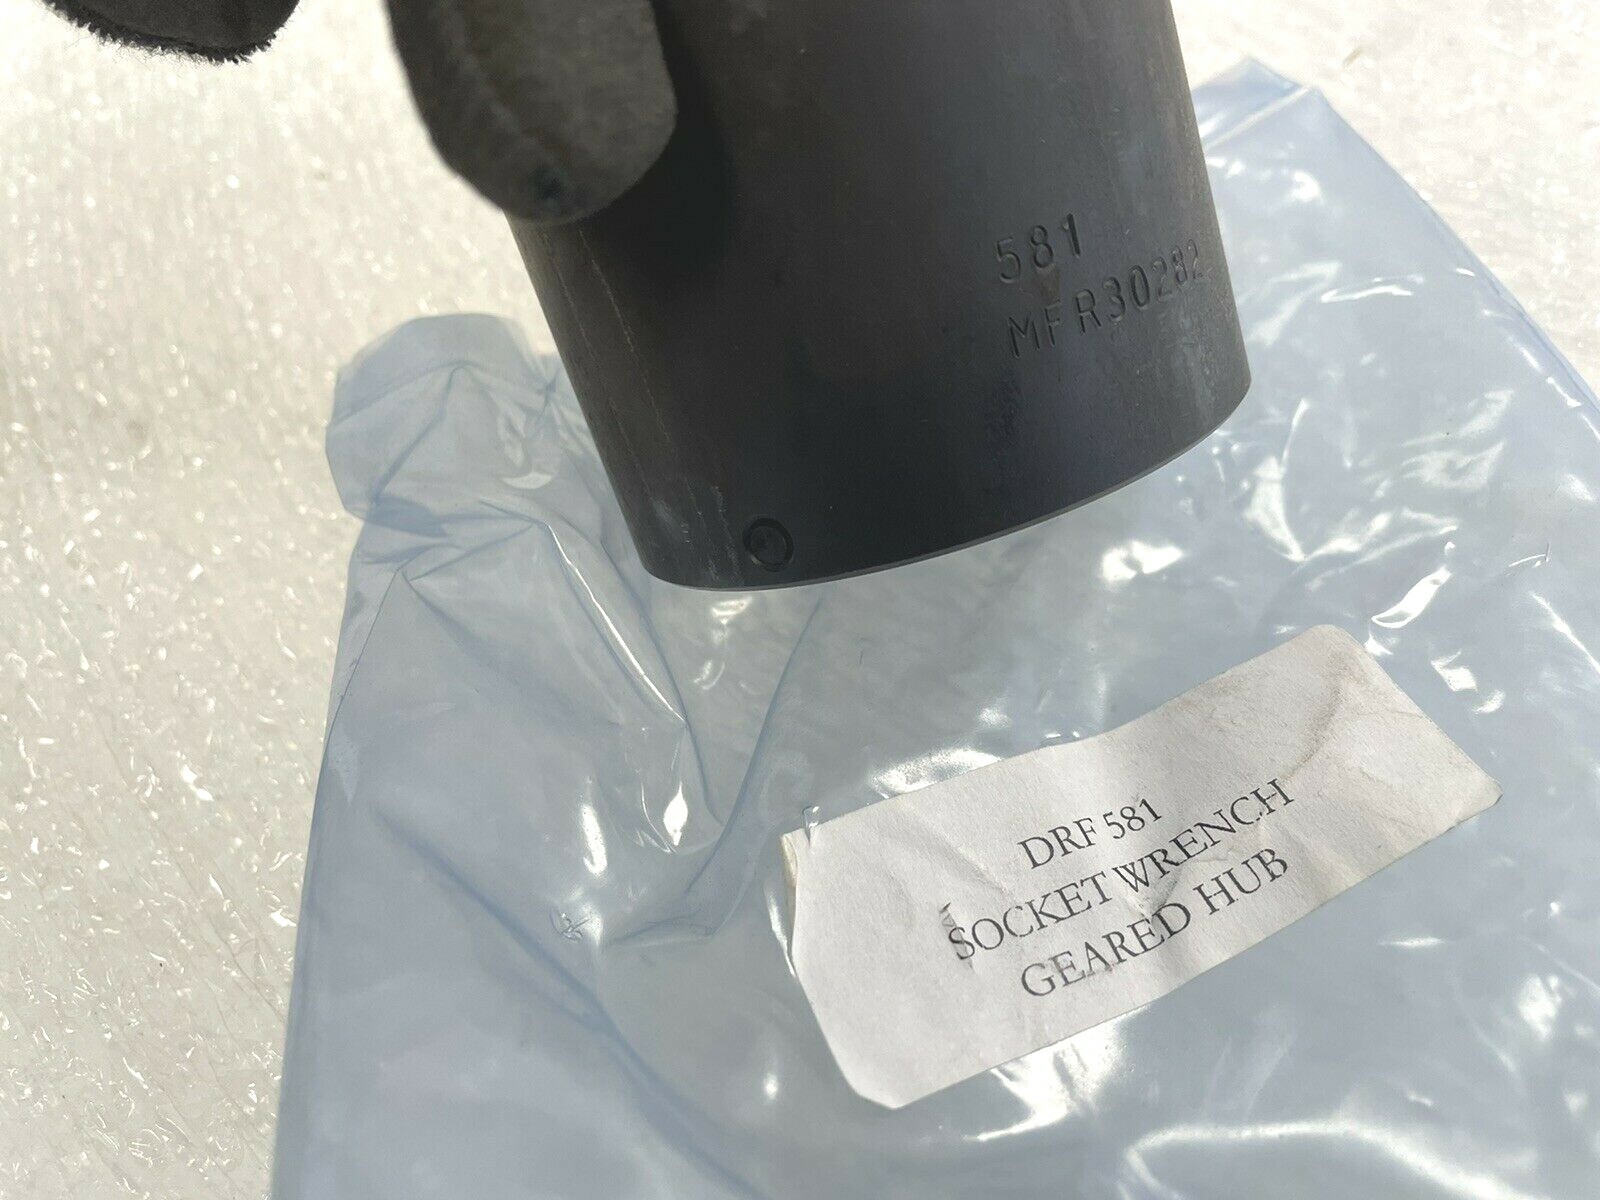 581
MFR30282
DRF 581
SOCKET WRENCH
GEARED HUB